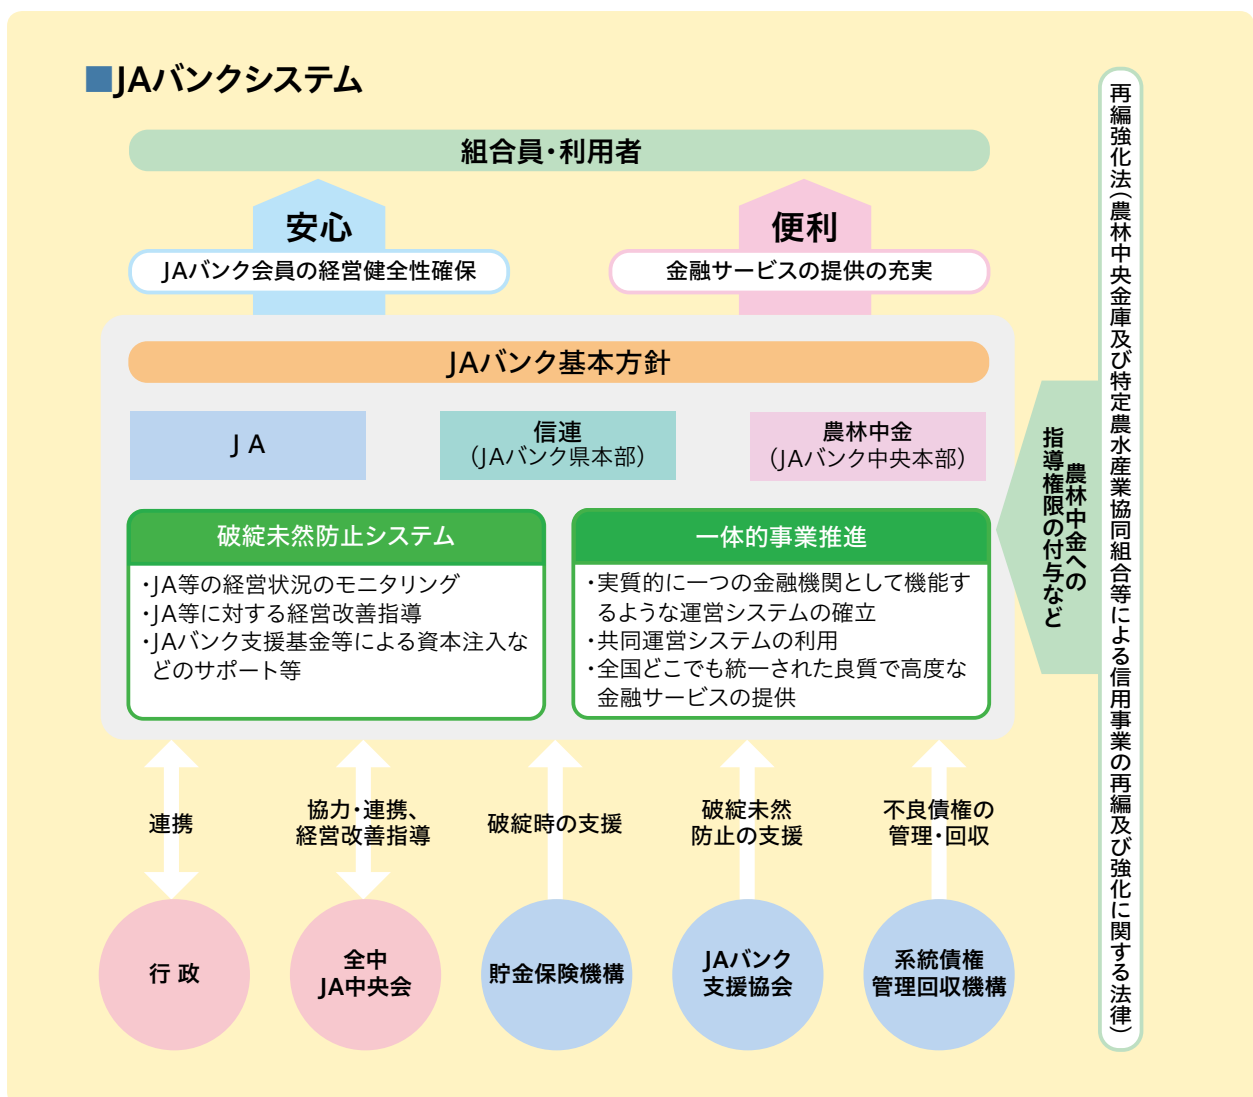 ■JAバンクシステム
組合員・利用者
安心
JAバンク会員の経営健全性確保
便利
金融サービスの提供の充実
JAバンク基本方針
JA
信連
（JAバンク県本部）
農林中金
（JAバンク中央本部）
破綻未然防止システム
・JA等の経営状況のモニタリング
・JA等に対する経営改善指導
・JAバンク支援基金等による資本注入な
どのサポート等
一体的事業推進
・実質的に一つの金融機関として機能す
るような運営システムの確立
・共同運営システムの利用
・全国どこでも統一された良質で高度な
金融サービスの提供
農林中金への
指導権限の付与など
再編強化法（農林中央金庫及び特定農水産業協同組合等による信用事業の再編及び強化に関する法律）
連携
協力・連携、
経営改善指導
破綻時の支援
破綻未然
防止の支援
不良債権の
管理・回収
行政
全中
JA中央会
貯金保険機構
JAバンク
支援協会
系統債権
管理回収機構